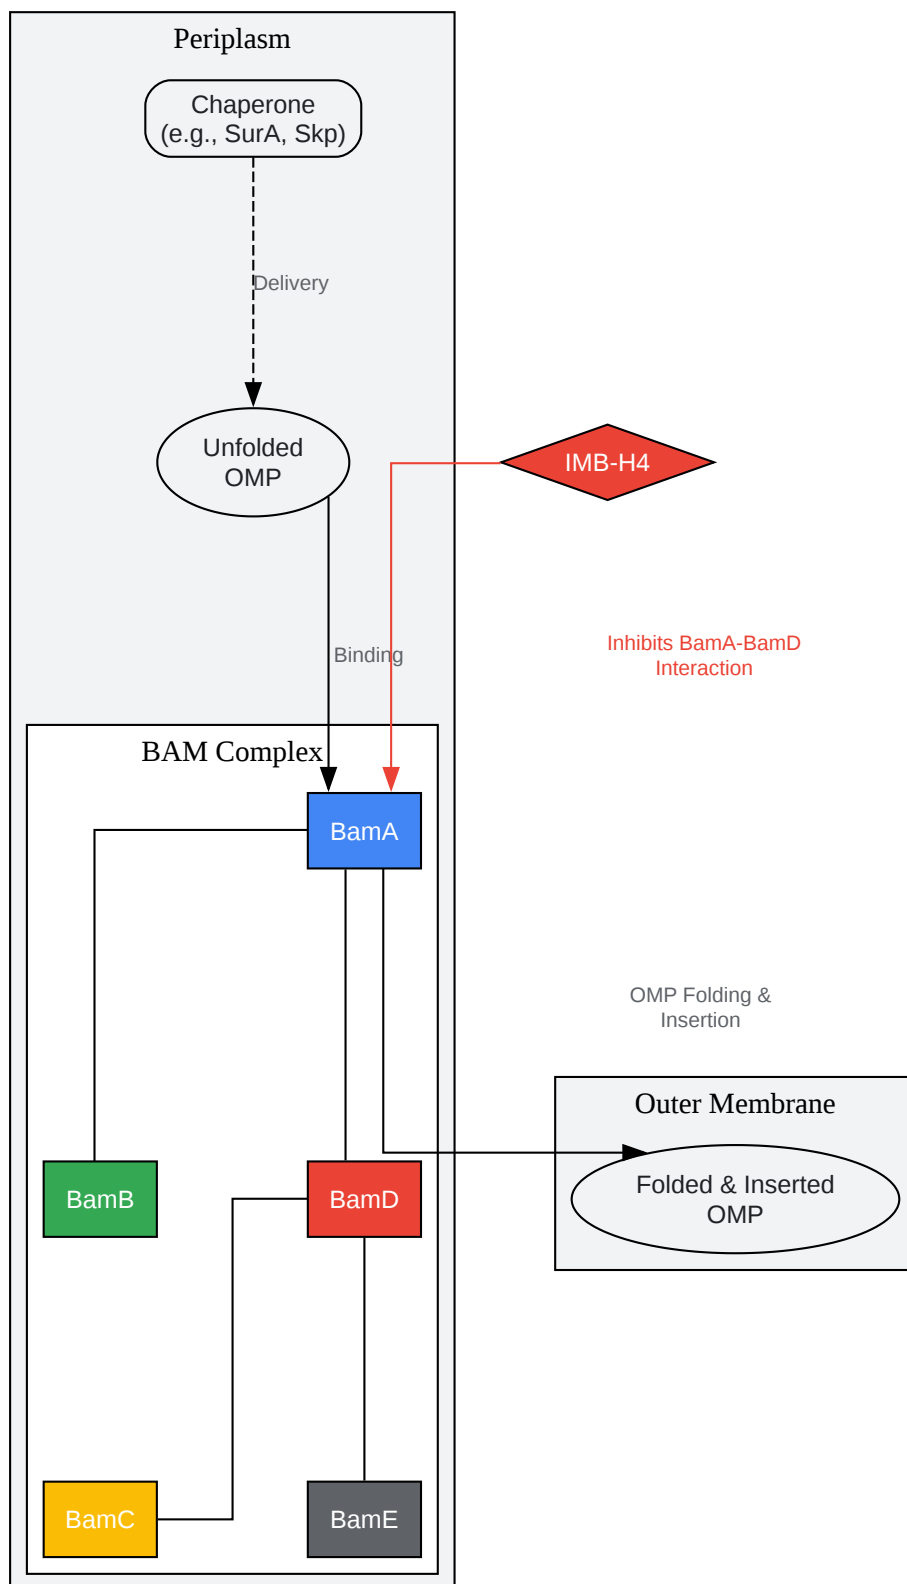 Periplasm
Chaperone
(e.g., SurA, Skp)
Delivery
Unfolded
OMP
IMB-H4
Binding
Inhibits BamA-BamD
Interaction
BAM Complex
BamA
OMP Folding &
Insertion
Outer Membrane
BamB
BamD
Folded & Inserted
OMP
BamC
BamE